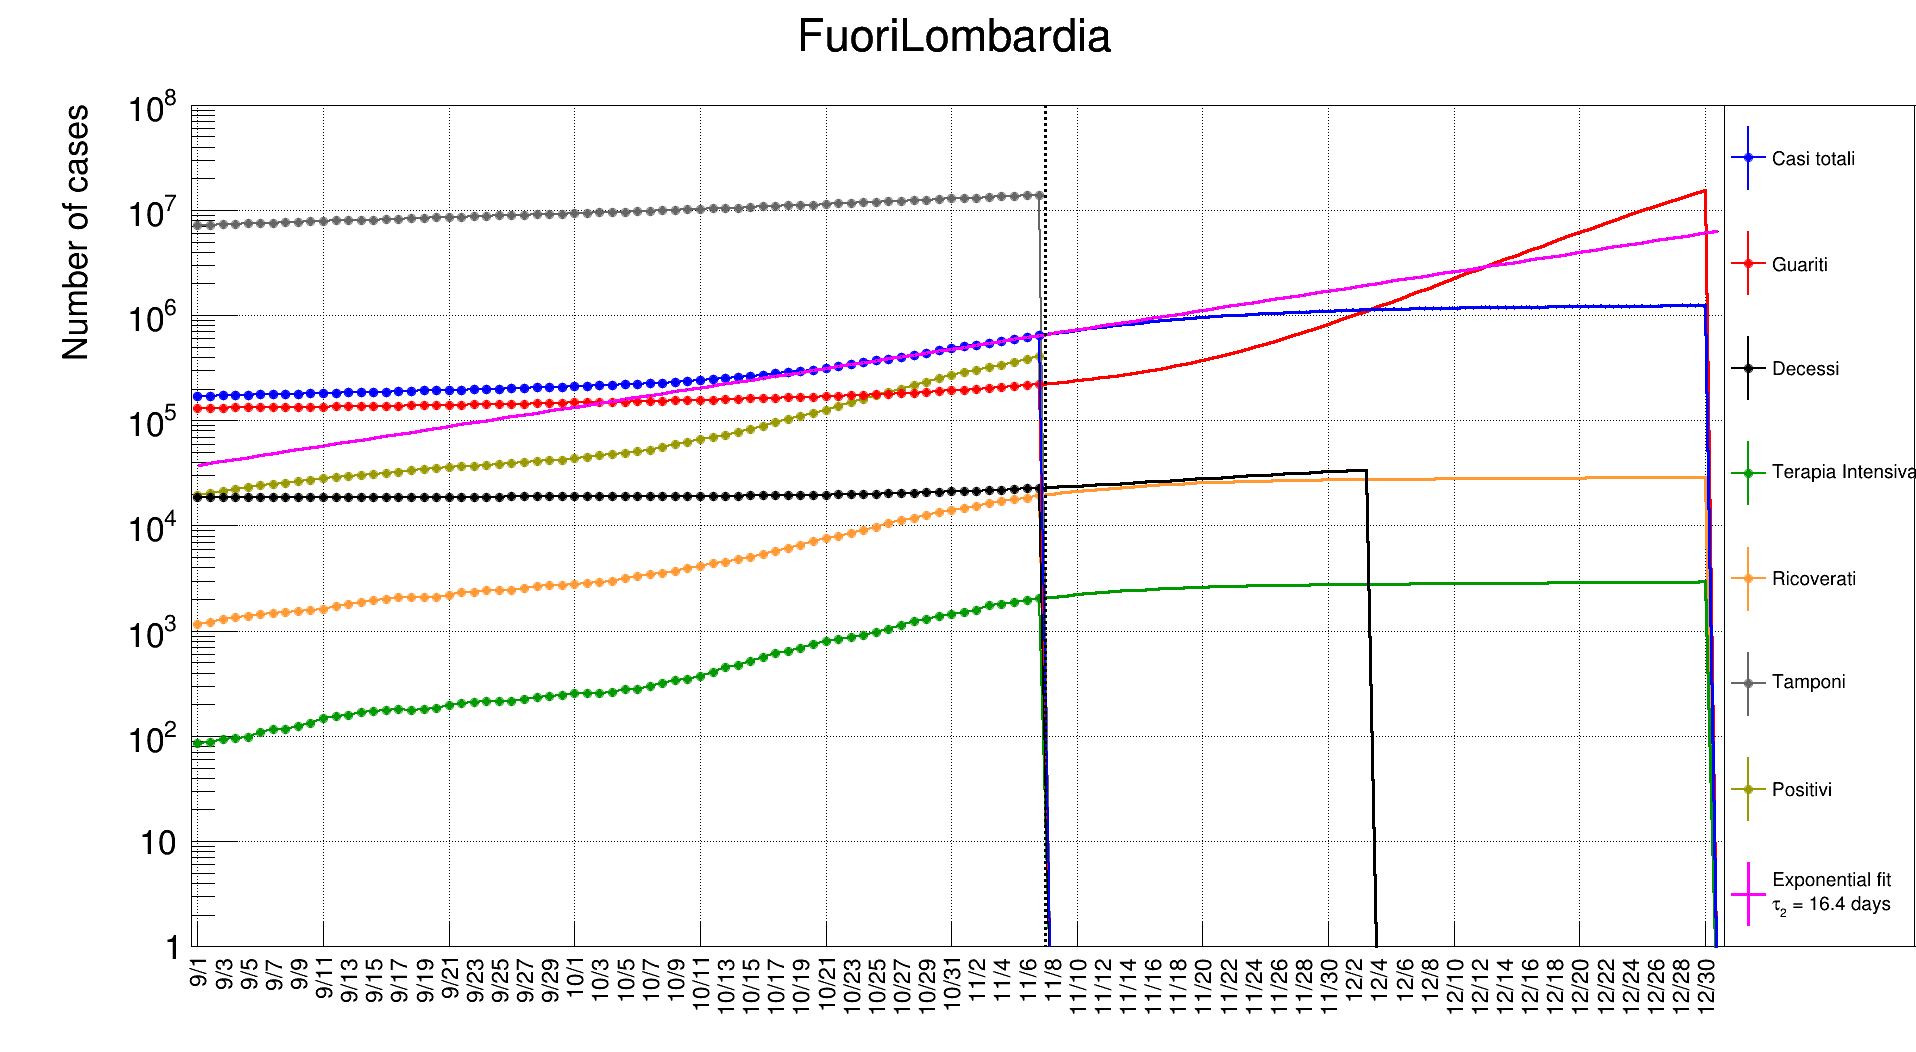 FuoriLombardia
Number of cases
10^8
10^7
10^6
10^5
10^4
10^3
10^2
10
1
9/1 9/3 9/5 9/7 9/9 9/11 9/13 9/15 9/17 9/19 9/21 9/23 9/25 9/27 9/29 10/1 10/3 10/5 10/7 10/9 10/11 10/13 10/15 10/17 10/19 10/21 10/23 10/25 10/27 10/29 10/31 11/2 11/4 11/6 11/8 11/10 11/12 11/14 11/16 11/18 11/20 11/22 11/24 11/26 11/28 11/30 12/2 12/4 12/6 12/8 12/10 12/12 12/14 12/16 12/18 12/20 12/22 12/24 12/26 12/28 12/30
Casi totali
Guariti
Decessi
Terapia Intensiva
Ricoverati
Tamponi
Positivi
Exponential fit
τ_2 = 16.4 days